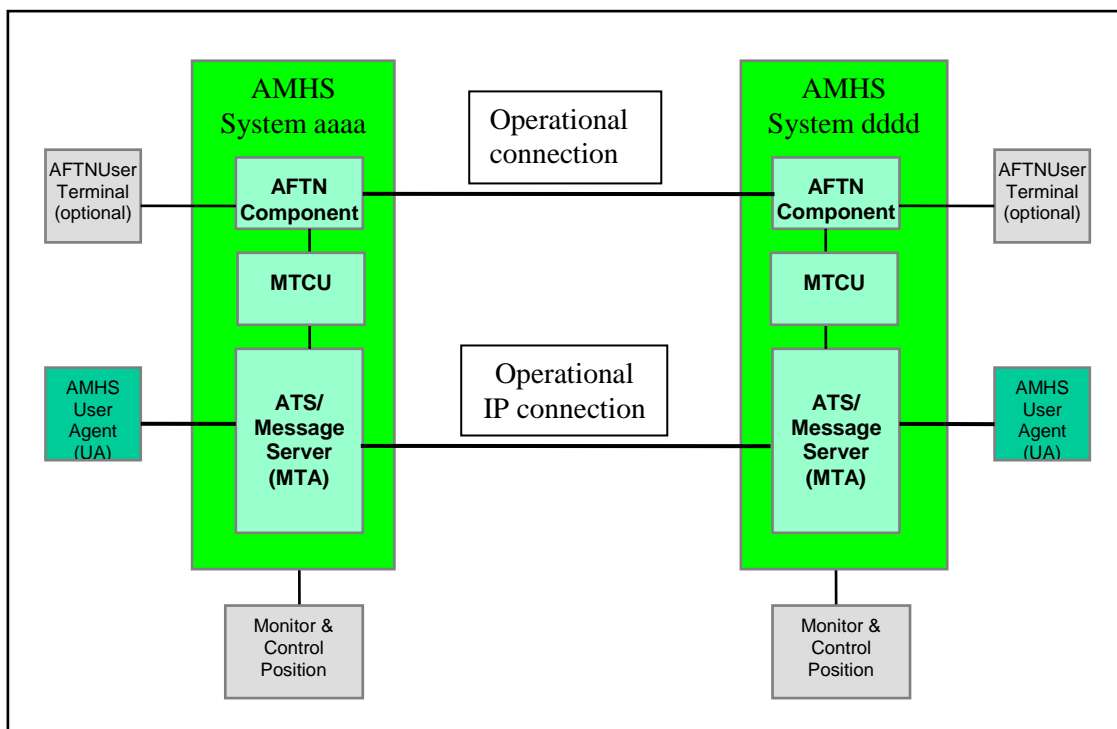 AMHS
System aaaa
AMHS
System dddd
Operational
connection
AFTNUser
Terminal
(optional)
AFTN
Component
AFTN
Component
AFTNUser
Terminal
(optional)
MTCU
MTCU
Operational
IP connection
AMHS
User
Agent
(UA)
ATS/
Message
Server
(MTA)
ATS/
Message
Server
(MTA)
AMHS
User
Agent
(UA)
Monitor &
Control
Position
Monitor &
Control
Position